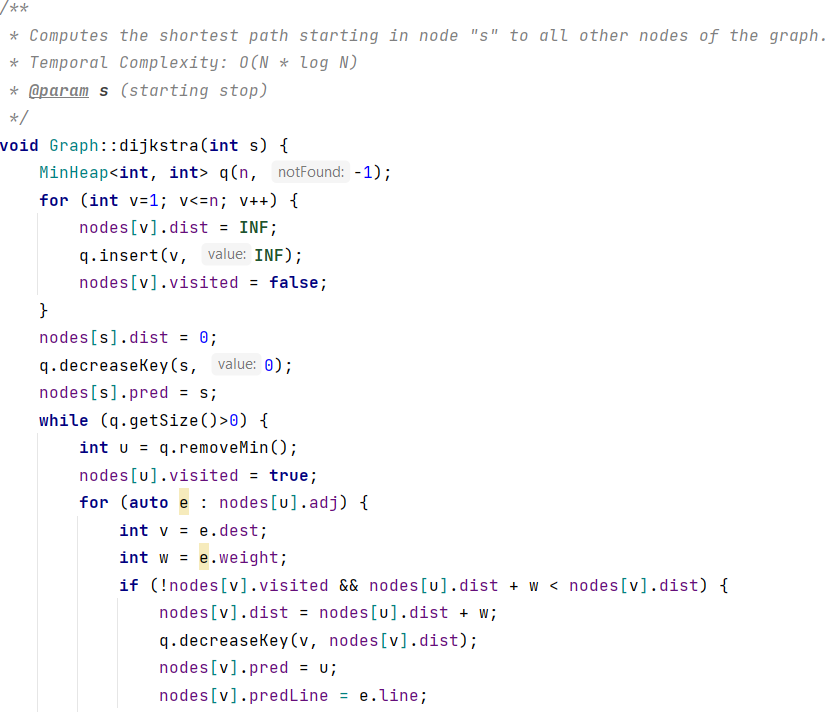 /**
 * Computes the shortest path starting in node "s" to all other nodes of the graph.
 * Temporal Complexity: O(N * log N)
 * @param s (starting stop)
 */
void Graph::dijkstra(int s) {
    MinHeap<int, int> q(n, notFound: -1);
    for (int v=1; v<=n; v++) {
        nodes[v].dist = INF;
        q.insert(v, value: INF);
        nodes[v].visited = false;
    }
    nodes[s].dist = 0;
    q.decreaseKey(s, value: 0);
    nodes[s].pred = s;
    while (q.getSize()>0) {
        int u = q.removeMin();
        nodes[u].visited = true;
        for (auto e : nodes[u].adj) {
            int v = e.dest;
            int w = e.weight;
            if (!nodes[v].visited && nodes[u].dist + w < nodes[v].dist) {
                nodes[v].dist = nodes[u].dist + w;
                q.decreaseKey(v, nodes[v].dist);
                nodes[v].pred = u;
                nodes[v].predLine = e.line;